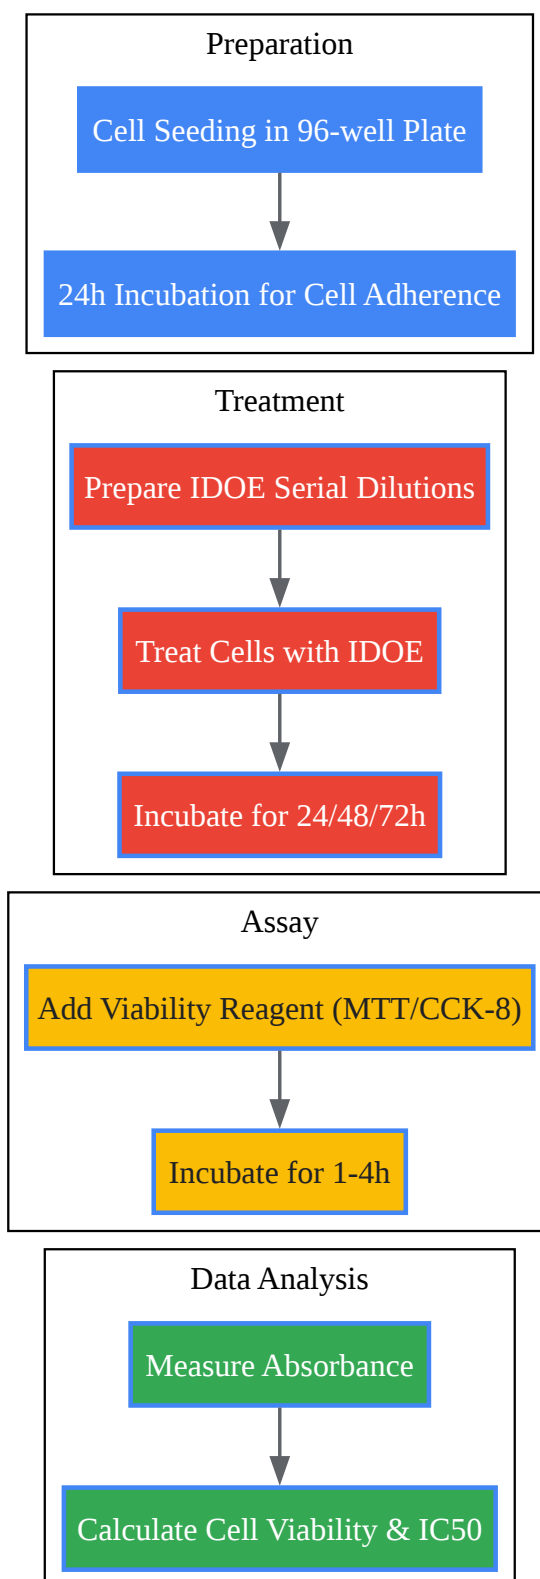 Preparation
Cell Seeding in 96-well Plate
24h Incubation for Cell Adherence
Treatment
Prepare IDOE Serial Dilutions
Treat Cells with IDOE
Incubate for 24/48/72h
Assay
Add Viability Reagent (MTT/CCK-8)
Incubate for 1-4h
Data Analysis
Measure Absorbance
Calculate Cell Viability & IC50